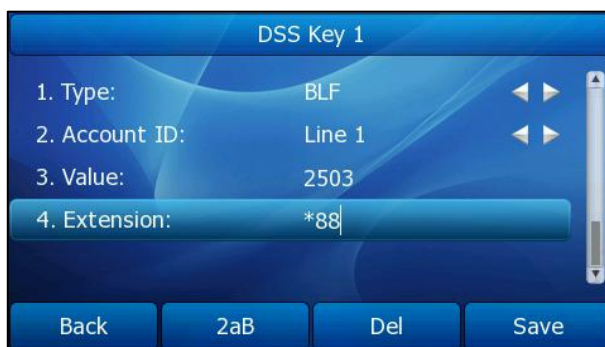 DSS Key 1
1. Type: BLF
2. Account ID: Line 1
3. Value: 2503
4. Extension: *88
Back 2aB Del Save